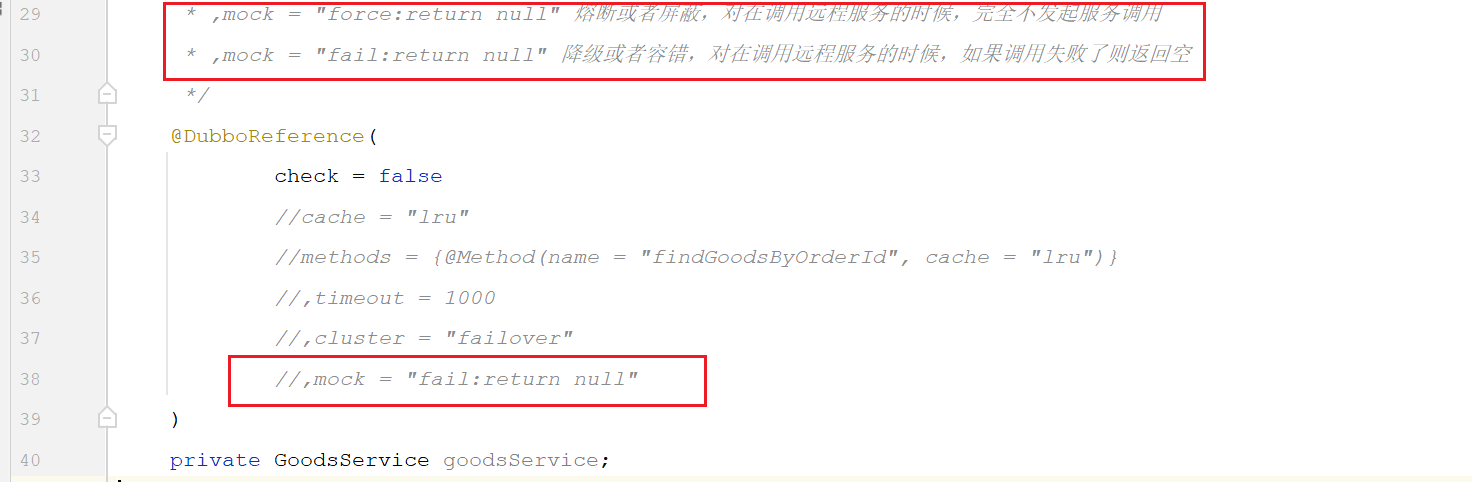 29 * ,mock = "force:return null" 熔断或者屏蔽，对在调用远程服务的时候，完全不发起服务调用
30 * ,mock = "fail:return null" 降级或者容错，对在调用远程服务的时候，如果调用失败了则返回空
31 */
32 @DubboReference(
33 check = false
34 //cache = "lru"
35 //methods = {@Method(name = "findGoodsByOrderId", cache = "lru")}
36 //,timeout = 1000
37 //,cluster = "failover"
38 //,mock = "fail:return null"
39 )
40 private GoodsService goodsService;